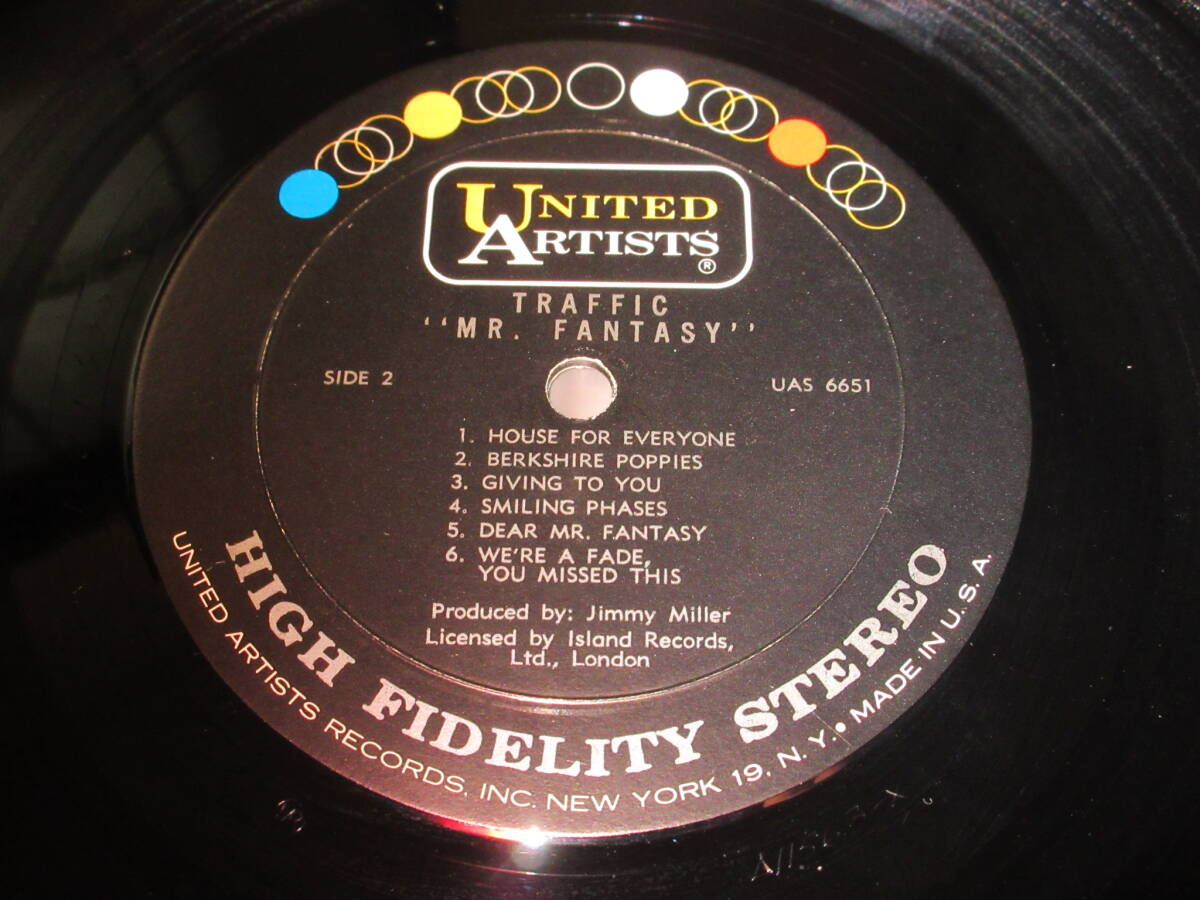 UNITED
ARTISTS
®
TRAFFIC
''MR. FANTASY''
SIDE 2
UAS 6651
1. HOUSE FOR EVERYONE
2. BERKSHIRE POPPIES
3. GIVING TO YOU
4. SMILING PHASES
5. DEAR MR. FANTASY
6. WE'RE A FADE,
YOU MISSED THIS
Produced by: Jimmy Miller
Licensed by Island Records,
Ltd., London
HIGH FIDELITY STEREO
UNITED ARTISTS RECORDS, INC. NEW YORK 19, N. Y. • MADE IN U. S. A.